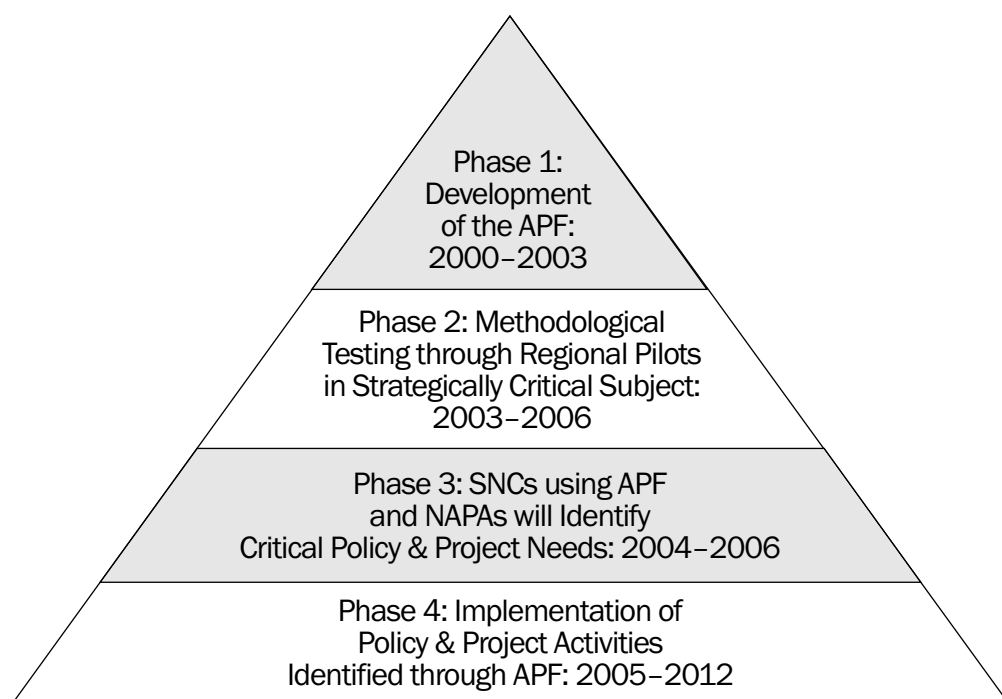 Phase 1:
Development
of the APF:
2000–2003
Phase 2: Methodological
Testing through Regional Pilots
in Strategically Critical Subject:
2003–2006
Phase 3: SNCs using APF
and NAPAs will Identify
Critical Policy & Project Needs: 2004–2006
Phase 4: Implementation of
Policy & Project Activities
Identified through APF: 2005–2012